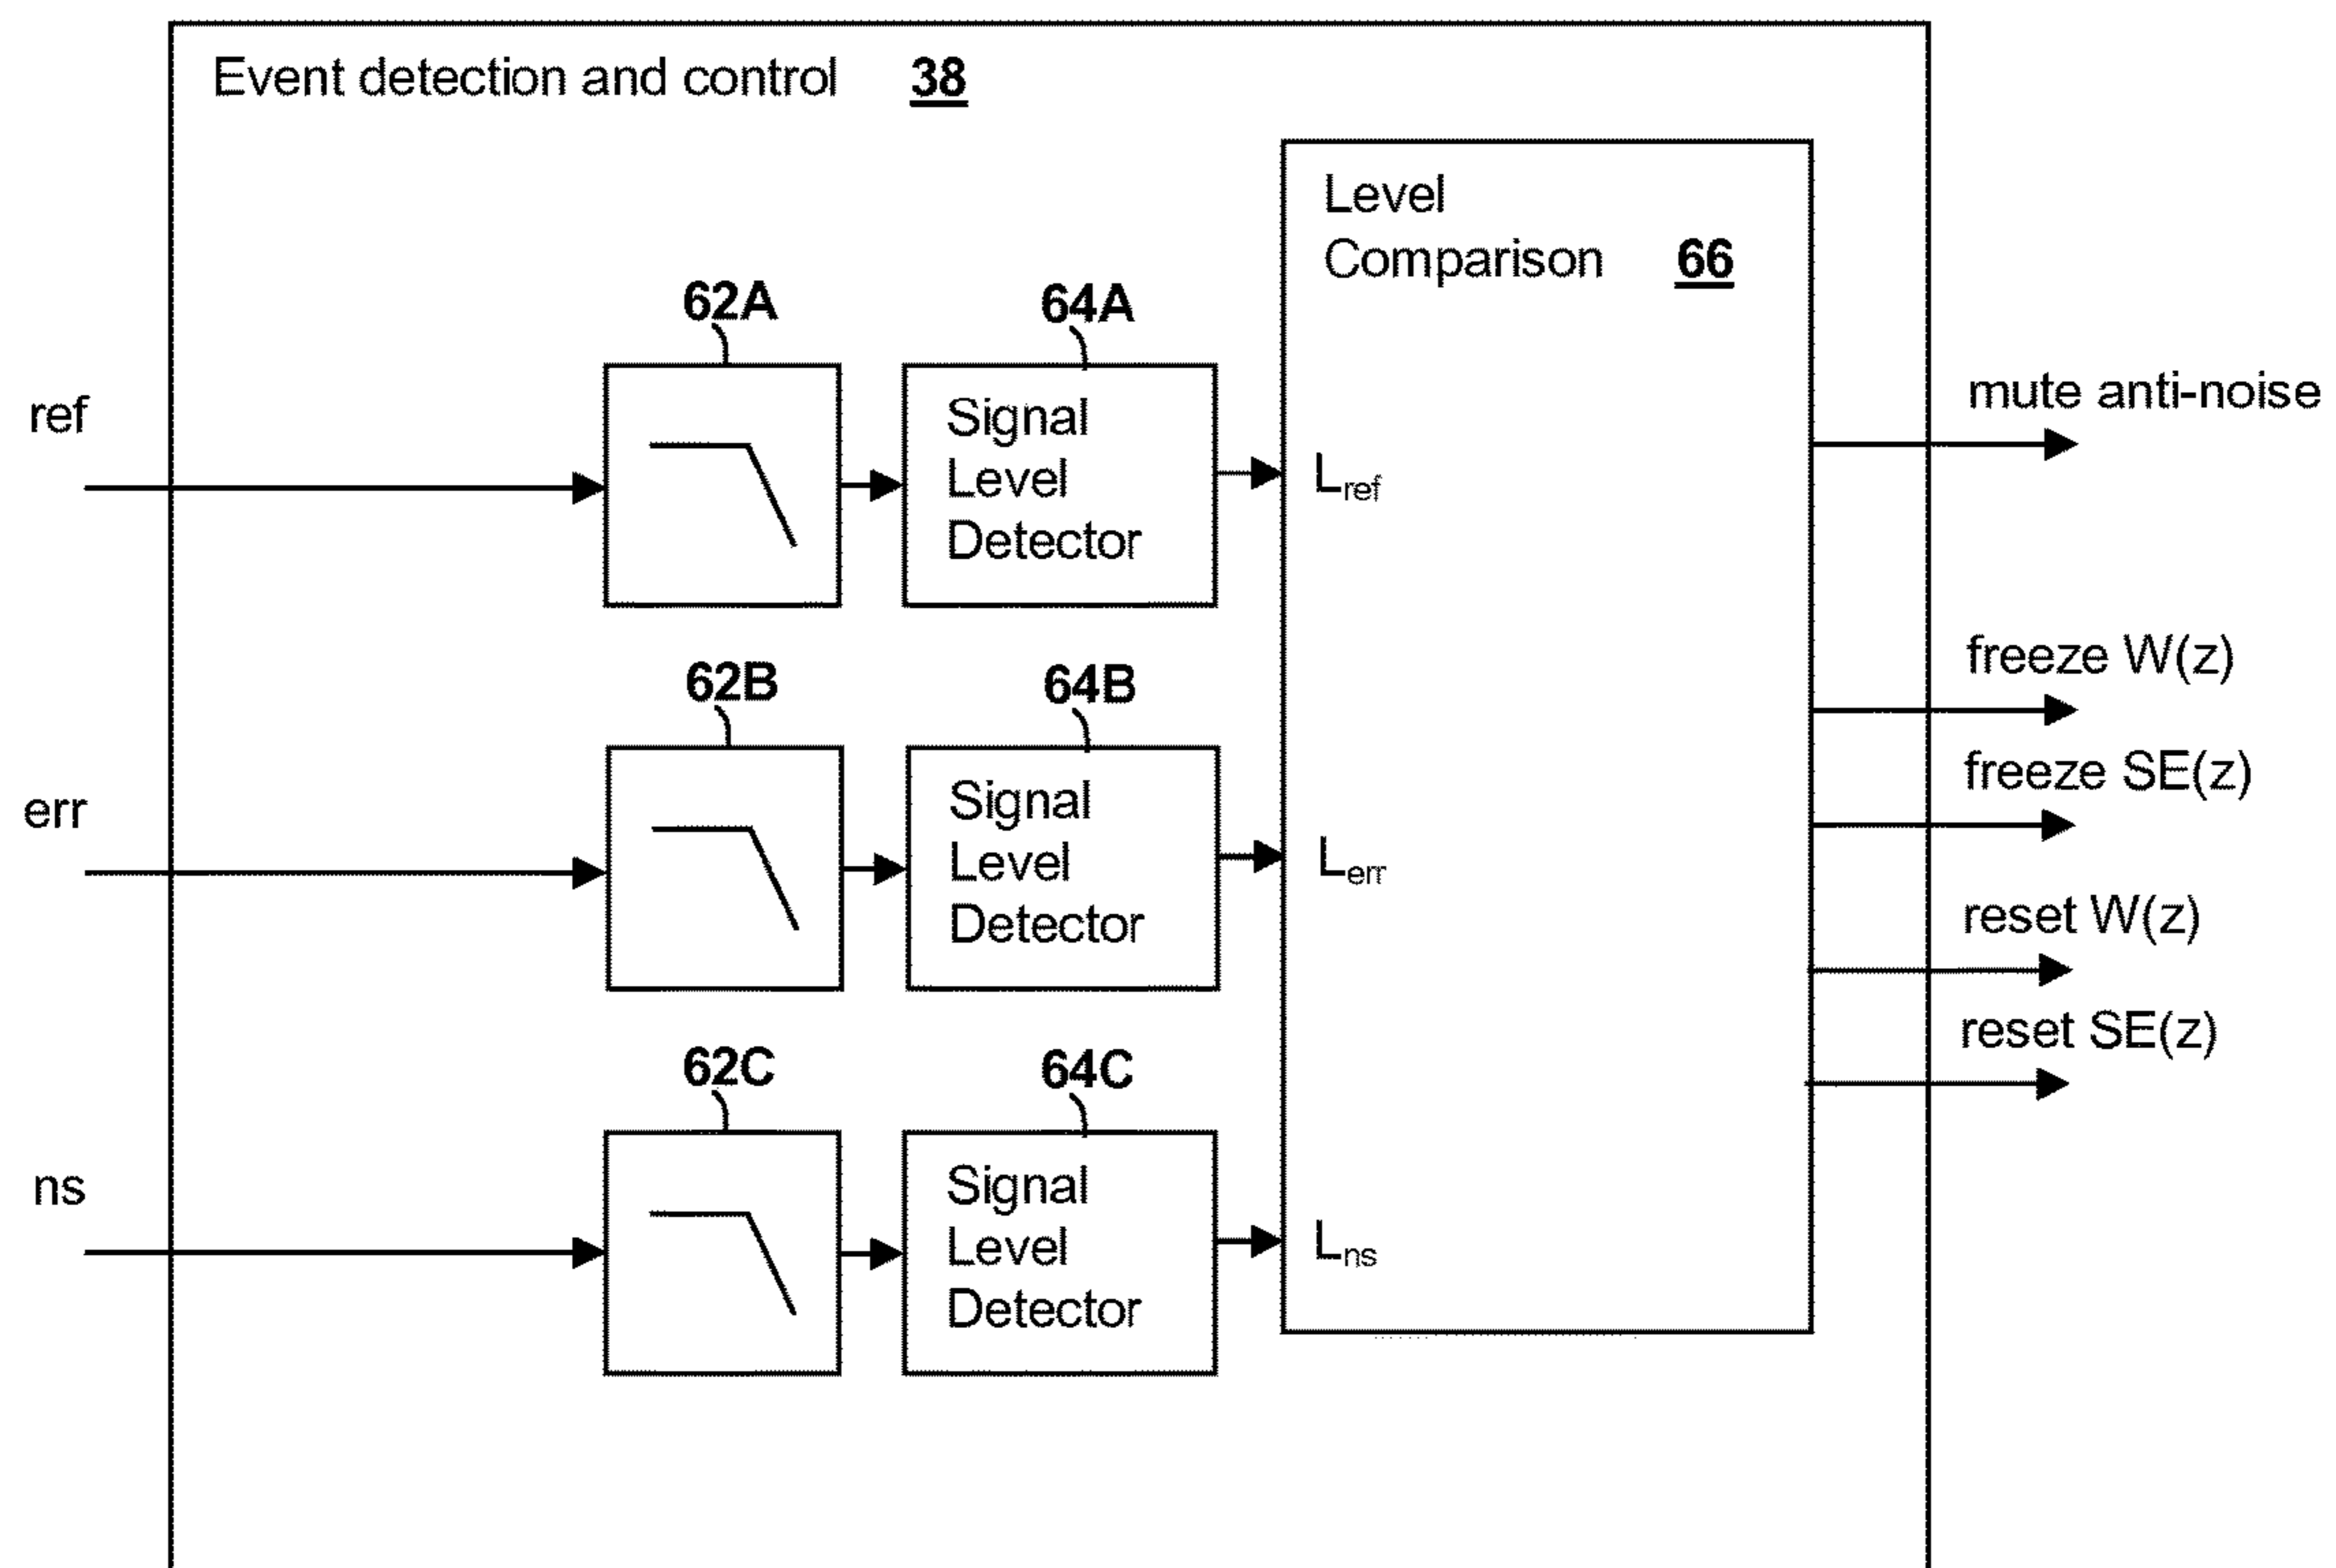 Event detection and control 38
Level
Comparison 66
62A
64A
ref
Signal
Level
Detector
Lref
mute anti-noise
62B
64B
freeze W(z)
freeze SE(z)
err
Signal
Level
Detector
Lerr
reset W(z)
reset SE(z)
62C
64C
ns
Signal
Level
Detector
Lns